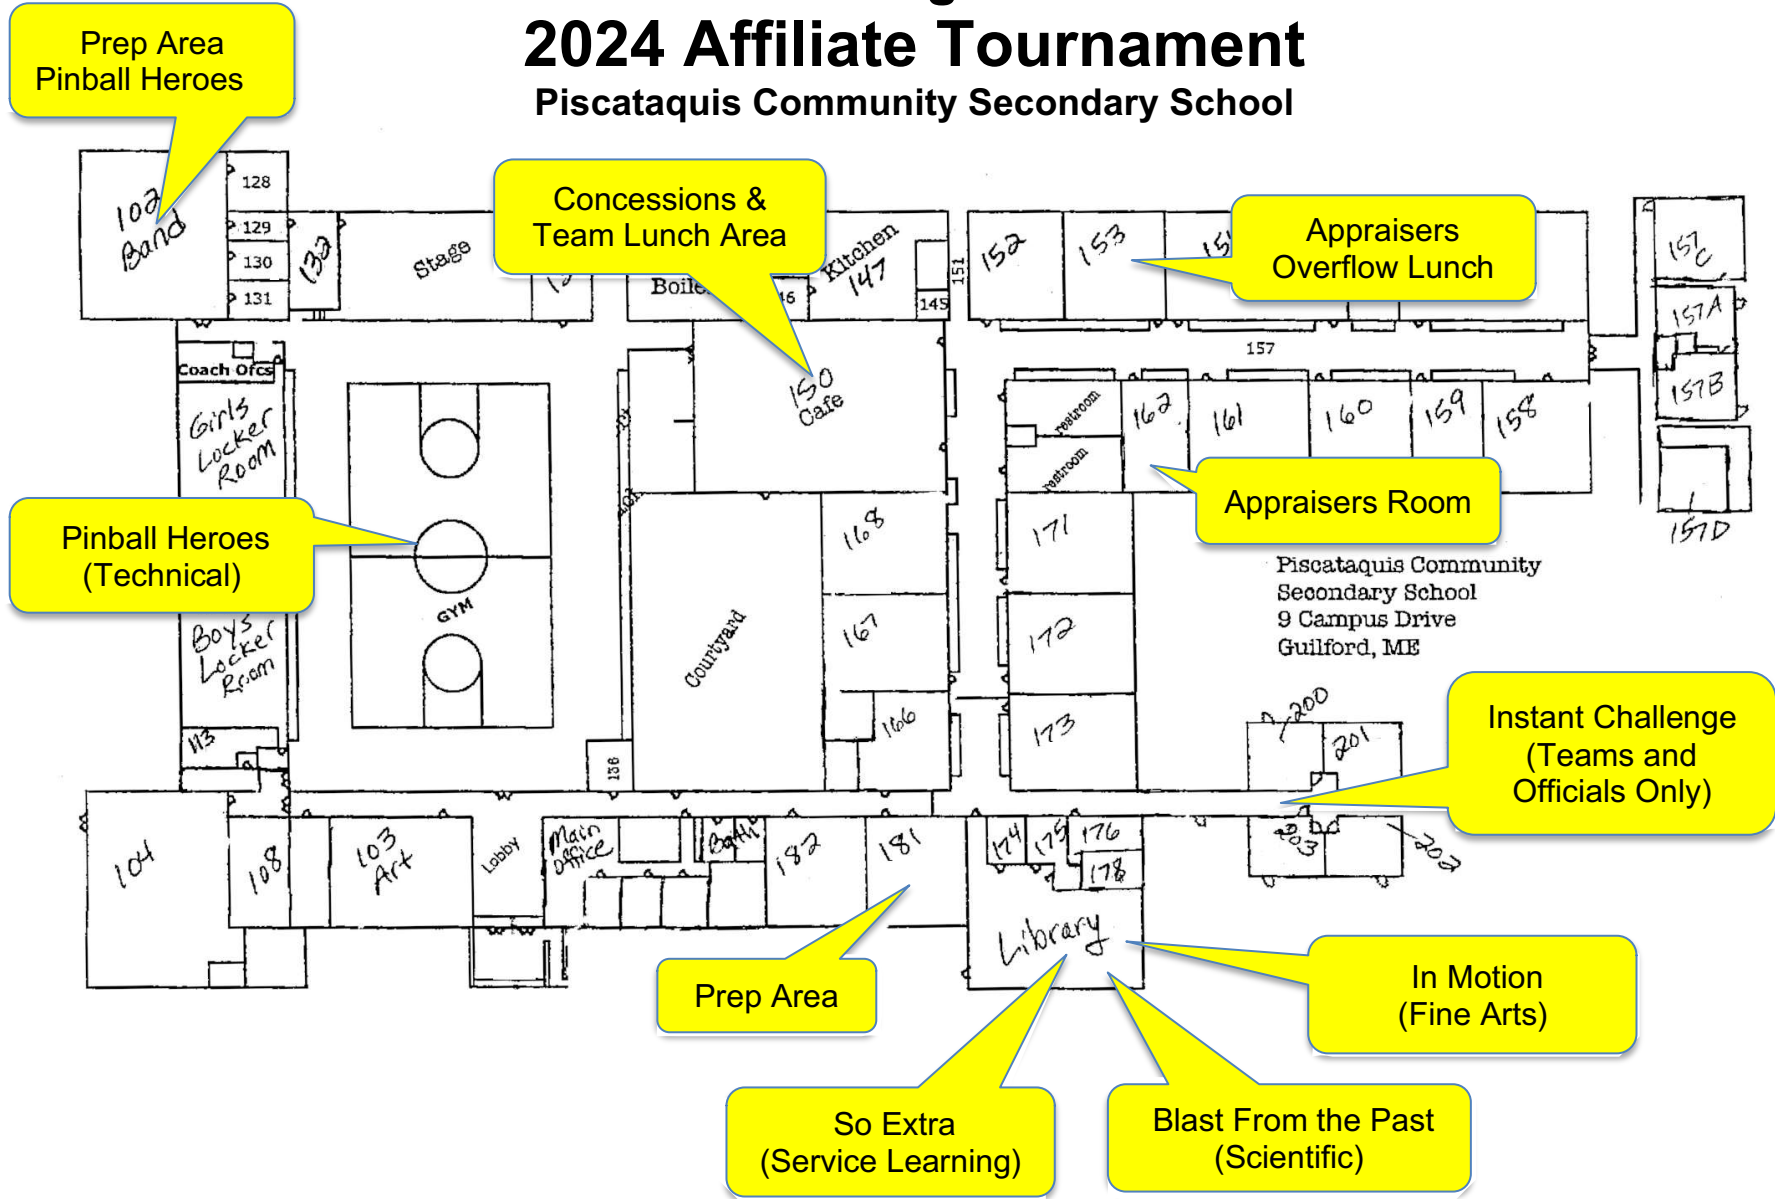 2024 Affiliate Tournament
Piscataquis Community Secondary School
Prep Area
Pinball Heroes
Concessions &
Team Lunch Area
Appraisers
Overflow Lunch
102
Band
128
129
130
131
132
Stage
Kitchen
147
145
151
152
153
157
157C
157A
157B
157D
Coach Ofcs
Girls
Locker
Room
150
Cafe
restroom
restroom
162
161
160
159
158
Appraisers Room
Pinball Heroes
(Technical)
GYM
Boys
Locker
Room
113
Courtyard
168
167
166
136
171
172
173
Piscataquis Community
Secondary School
9 Campus Drive
Guilford, ME
200
201
203
202
Instant Challenge
(Teams and
Officials Only)
104
108
103
Art
Lobby
Main
Office
Bath
182
181
174
175
176
178
Library
Prep Area
In Motion
(Fine Arts)
So Extra
(Service Learning)
Blast From the Past
(Scientific)